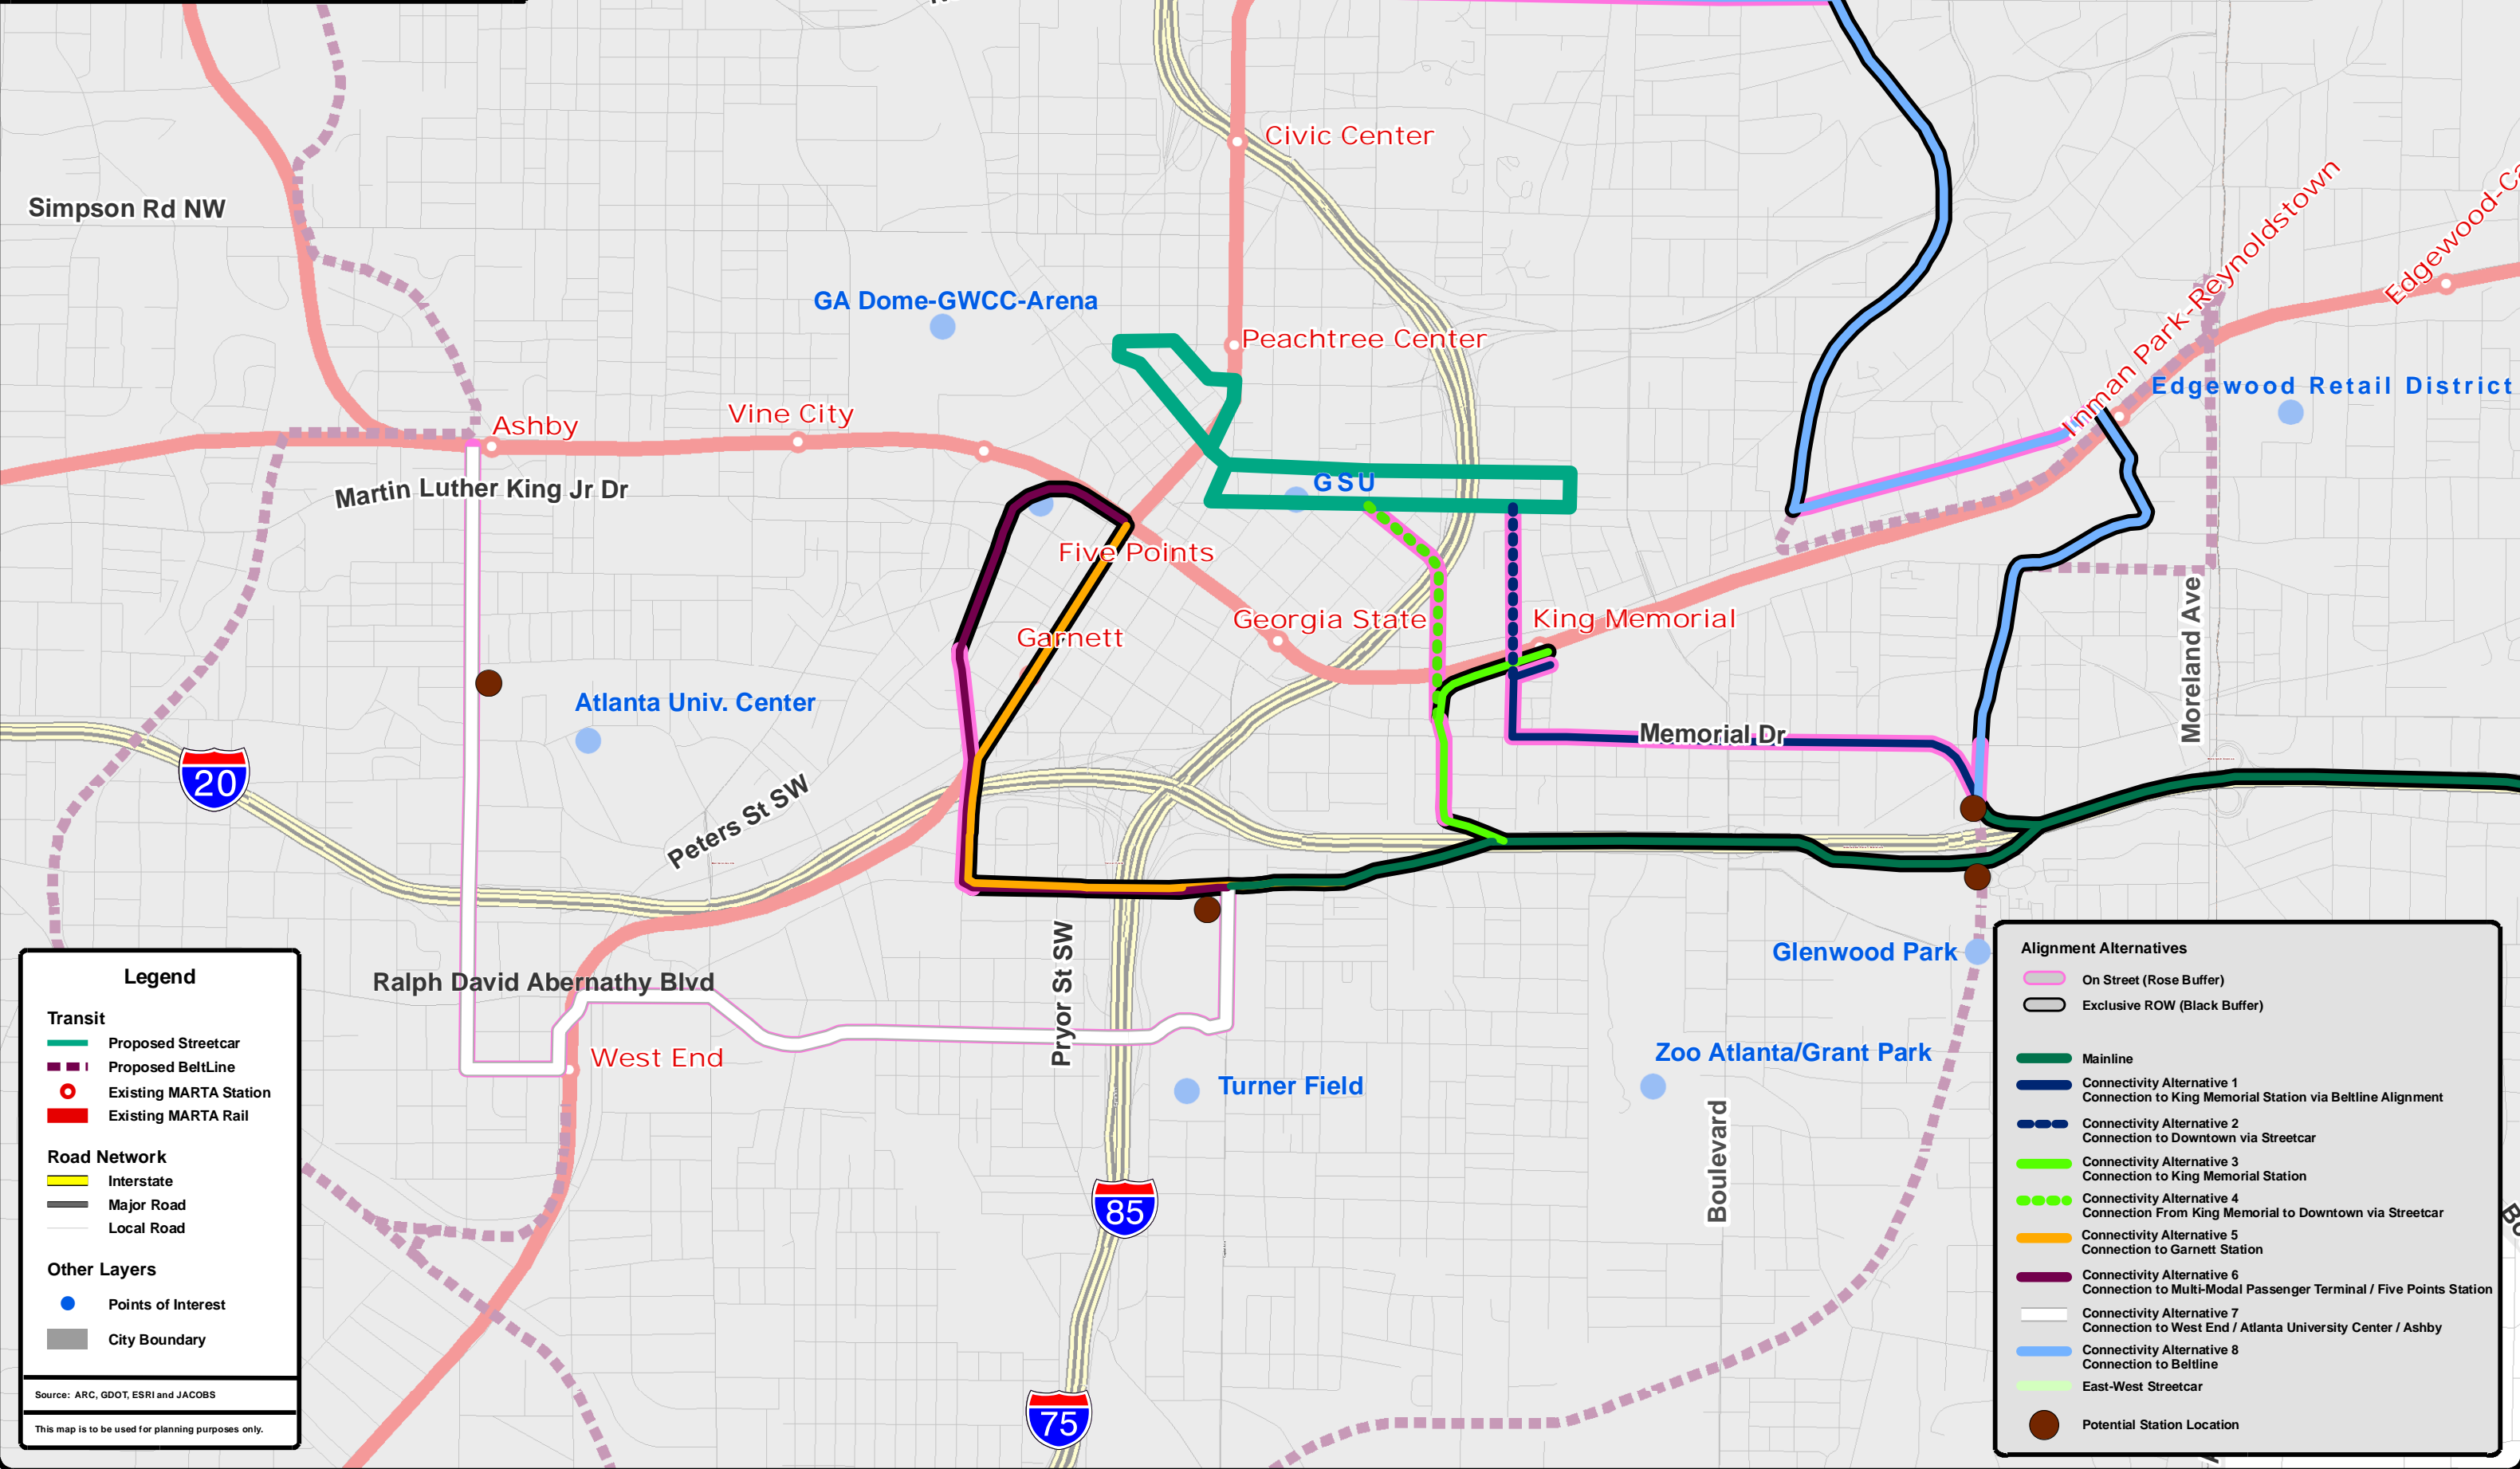 Civic Center
Simpson Rd NW
Inman Park-Reynoldstown
GA Dome-GWCC-Arena
Peachtree Center
Edgewood Retail District
Ashby
Vine City
Martin Luther King Jr Dr
GSU
Five Points
Georgia State
King Memorial
Garnett
Moreland Ave
Atlanta Univ. Center
Memorial Dr
20
Peters St SW
Ralph David Abernathy Blvd
Pryor St SW
Glenwood Park
West End
Turner Field
Zoo Atlanta/Grant Park
Boulevard
85
75
Legend
Transit
Proposed Streetcar
Proposed BeltLine
Existing MARTA Station
Existing MARTA Rail
Road Network
Interstate
Major Road
Local Road
Other Layers
Points of Interest
City Boundary
Source: ARC, GDOT, ESRI and JACOBS
This map is to be used for planning purposes only.
Alignment Alternatives
On Street (Rose Buffer)
Exclusive ROW (Black Buffer)
Mainline
Connectivity Alternative 1
Connection to King Memorial Station via Beltline Alignment
Connectivity Alternative 2
Connection to Downtown via Streetcar
Connectivity Alternative 3
Connection to King Memorial Station
Connectivity Alternative 4
Connection From King Memorial to Downtown via Streetcar
Connectivity Alternative 5
Connection to Garnett Station
Connectivity Alternative 6
Connection to Multi-Modal Passenger Terminal / Five Points Station
Connectivity Alternative 7
Connection to West End / Atlanta University Center / Ashby
Connectivity Alternative 8
Connection to Beltline
East-West Streetcar
Potential Station Location